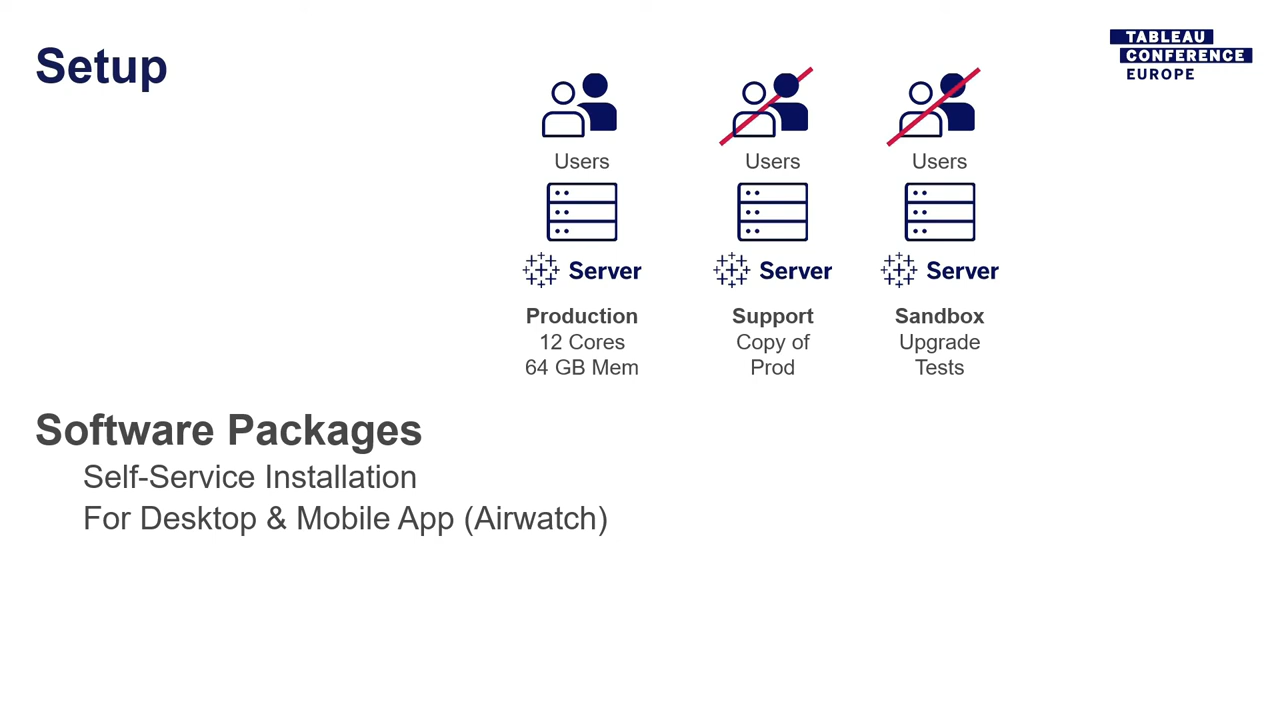 Setup
TABLEAU
CONFERENCE
EUROPE
Users
Users
Users
Server
Server
Server
Production
12 Cores
64 GB Mem
Support
Copy of
Prod
Sandbox
Upgrade
Tests
Software Packages
Self-Service Installation
For Desktop & Mobile App (Airwatch)